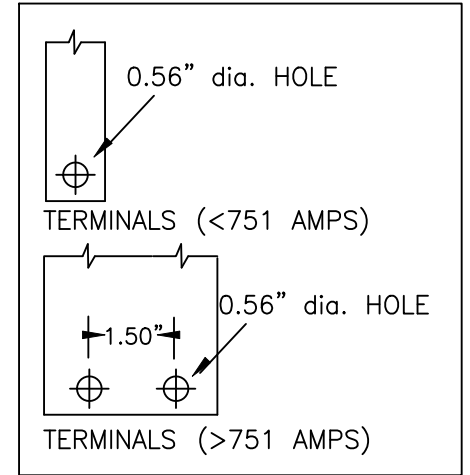 0.56” dia. HOLE
TERMINALS (<751 AMPS)
0.56” dia. HOLE
1.50”
TERMINALS (>751 AMPS)